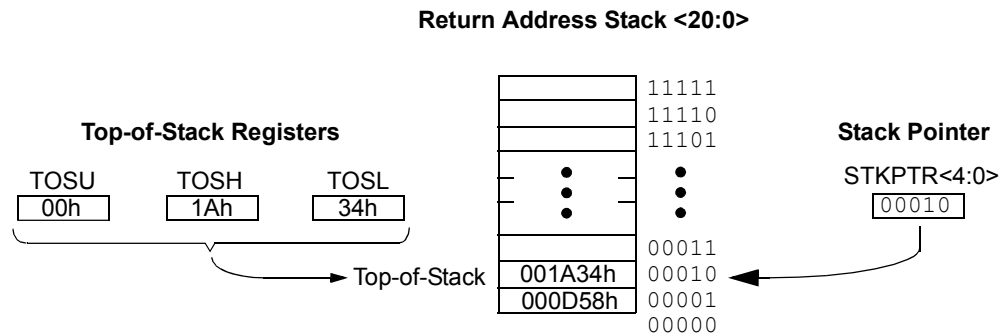 Return Address Stack <20:0>
11111
11110
11101
Top-of-Stack Registers
Stack Pointer
TOSU TOSH TOSL
STKPTR<4:0>
00h 1Ah 34h
00010
00011
Top-of-Stack 001A34h 00010
000D58h 00001
00000